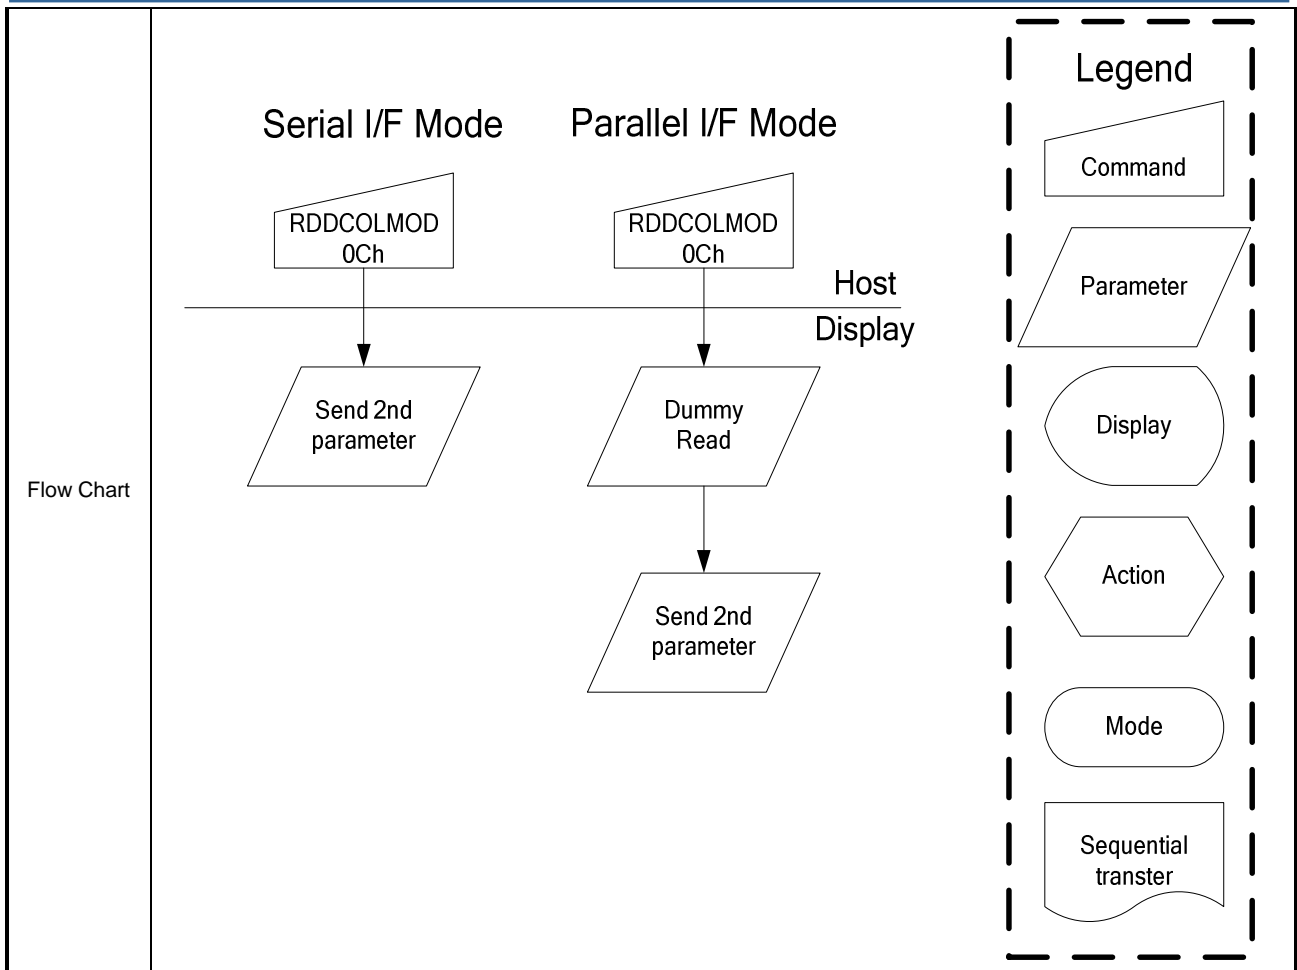 Flow Chart
Serial I/F Mode
RDDCOLMOD
0Ch
Send 2nd
parameter
Parallel I/F Mode
RDDCOLMOD
0Ch
Host
Display
Dummy
Read
Send 2nd
parameter
Legend
Command
Parameter
Display
Action
Mode
Sequential
transter